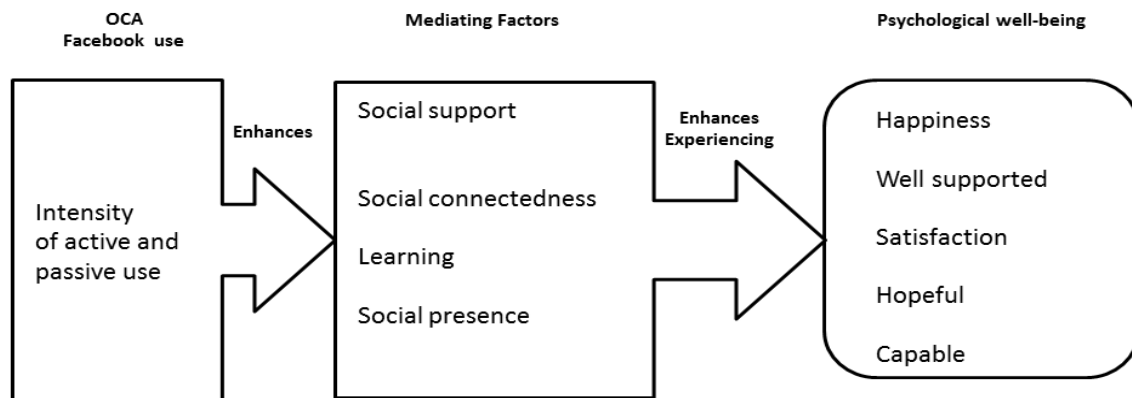 OCA
Facebook use
Mediating Factors
Psychological well-being
Enhances
Enhances
Experiencing
Intensity
of active and
passive use
Social support
Social connectedness
Learning
Social presence
Happiness
Well supported
Satisfaction
Hopeful
Capable